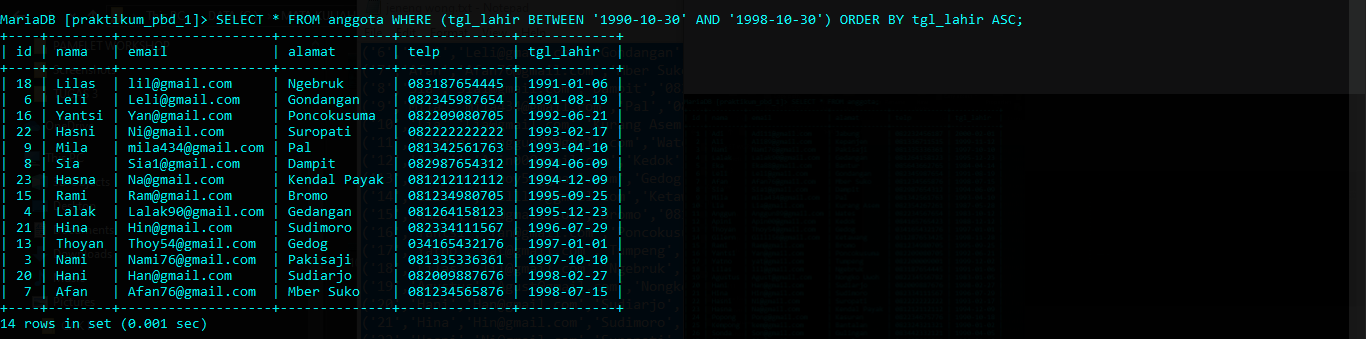 MariaDB [praktikum_pbd_1]> SELECT * FROM anggota WHERE (tgl_lahir BETWEEN '1990-10-30' AND '1998-10-30') ORDER BY tgl_lahir ASC;
+----+--------+-------------------+--------------+--------------+------------+
| id | nama   | email             | alamat       | telp         | tgl_lahir  |
+----+--------+-------------------+--------------+--------------+------------+
| 18 | Lilas  | lil@gmail.com     | Ngebruk      | 083187654445 | 1991-01-06 |
|  6 | Leli   | Leli@gmail.com    | Gondangan    | 082345987654 | 1991-08-19 |
| 16 | Yantsi | Yan@gmail.com     | Poncokusuma  | 082209080705 | 1992-06-21 |
| 22 | Hasni  | Ni@gmail.com      | Suropati     | 082222222222 | 1993-02-17 |
|  9 | Mila   | mila434@gmail.com | Pal          | 081342561763 | 1993-04-10 |
|  8 | Sia    | Sia1@gmail.com    | Dampit       | 082987654312 | 1994-06-09 |
| 23 | Hasna  | Na@gmail.com      | Kendal Payak | 081212112112 | 1994-12-09 |
| 15 | Rami   | Ram@gmail.com     | Bromo        | 081234980705 | 1995-09-25 |
|  4 | Lalak  | Lalak90@gmail.com | Gedangan     | 081264158123 | 1995-12-23 |
| 21 | Hina   | Hin@gmail.com     | Sudimoro     | 082334111567 | 1996-07-29 |
| 13 | Thoyan | Thoy54@gmail.com  | Gedog        | 034165432176 | 1997-01-01 |
|  3 | Nami   | Nami76@gmail.com  | Pakisaji     | 081335336361 | 1997-10-10 |
| 20 | Hani   | Han@gmail.com     | Sudiarjo     | 082009887676 | 1998-02-27 |
|  7 | Afan   | Afan76@gmail.com  | Mber Suko    | 081234565876 | 1998-07-15 |
+----+--------+-------------------+--------------+--------------+------------+
14 rows in set (0.001 sec)